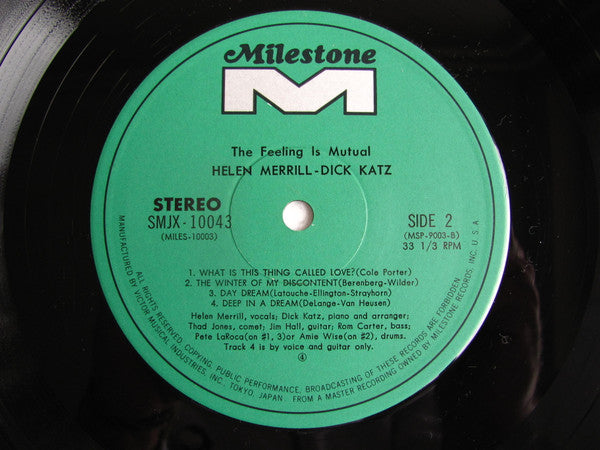 Milestone
M
The Feeling Is Mutual
HELEN MERRILL-DICK KATZ
STEREO
SMJX-10043
(MILES-10003)
SIDE 2
(MSP-9003-B)
33 1/3 RPM
1. WHAT IS THIS THING CALLED LOVE?(Cole Porter)
2. THE WINTER OF MY DISCONTENT(Berenberg-Wilder)
3. DAY DREAM(Latouche-Ellington-Strayhorn)
4. DEEP IN A DREAM(DeLange-Van Heusen)
Helen Merrill, vocals; Dick Katz, piano and arranger;
Thad Jones, comet; Jim Hall, guitar; Rom Carter, bass;
Pete LaRoca(on #1, 3)or Amie Wise(on #2), drums.
Track 4 is by voice and guitar only.
④
MANUFACTURED BY VICTOR MUSICAL INDUSTRIES, INC., TOKYO, JAPAN. FROM A MASTER RECORDING OWNED BY MILESTONE RECORDS, INC., U.S.A.
ALL RIGHTS RESERVED. COPYING, PUBLIC PERFORMANCE, BROADCASTING OF THESE RECORDS ARE FORBIDDEN